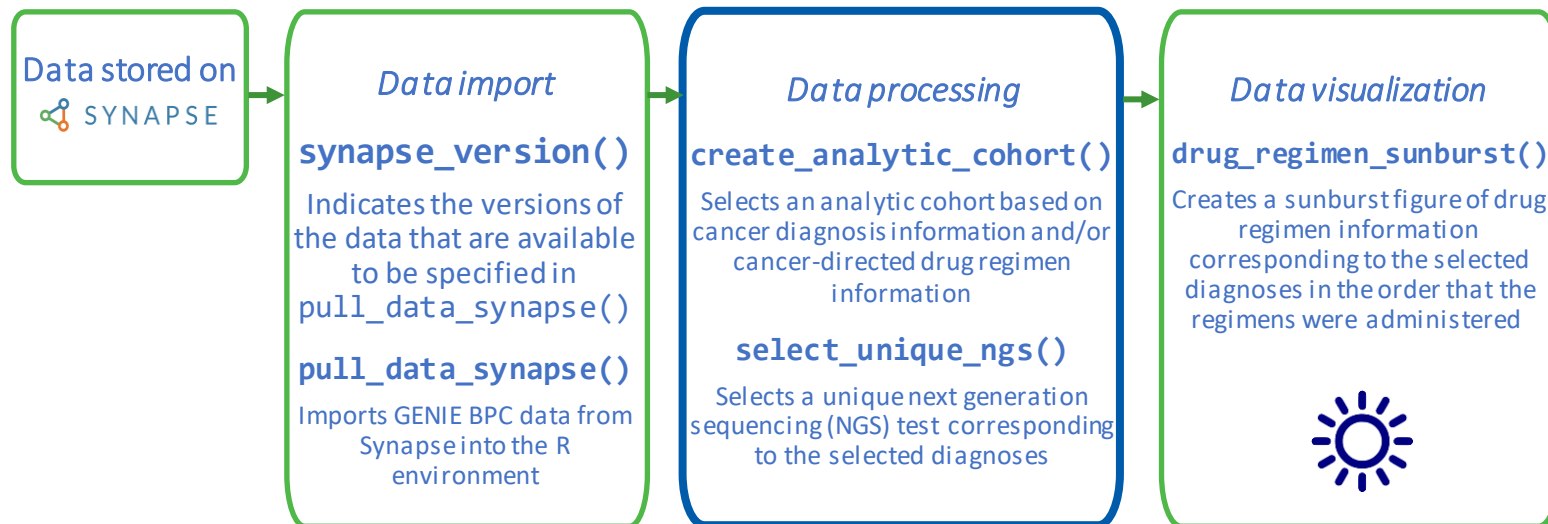 Data stored on
SYNAPSE
Data import
synapse_version()
Indicates the versions of
the data that are available
to be specified in
pull_data_synapse()
pull_data_synapse()
Imports GENIE BPC data from
Synapse into the R
environment
Data processing
create_analytic_cohort()
Selects an analytic cohort based on
cancer diagnosis information and/or
cancer-directed drug regimen
information
select_unique_ngs()
Selects a unique next generation
sequencing (NGS) test corresponding
to the selected diagnoses
Data visualization
drug_regimen_sunburst()
Creates a sunburst figure of drug
regimen information
corresponding to the selected
diagnoses in the order that the
regimens were administered